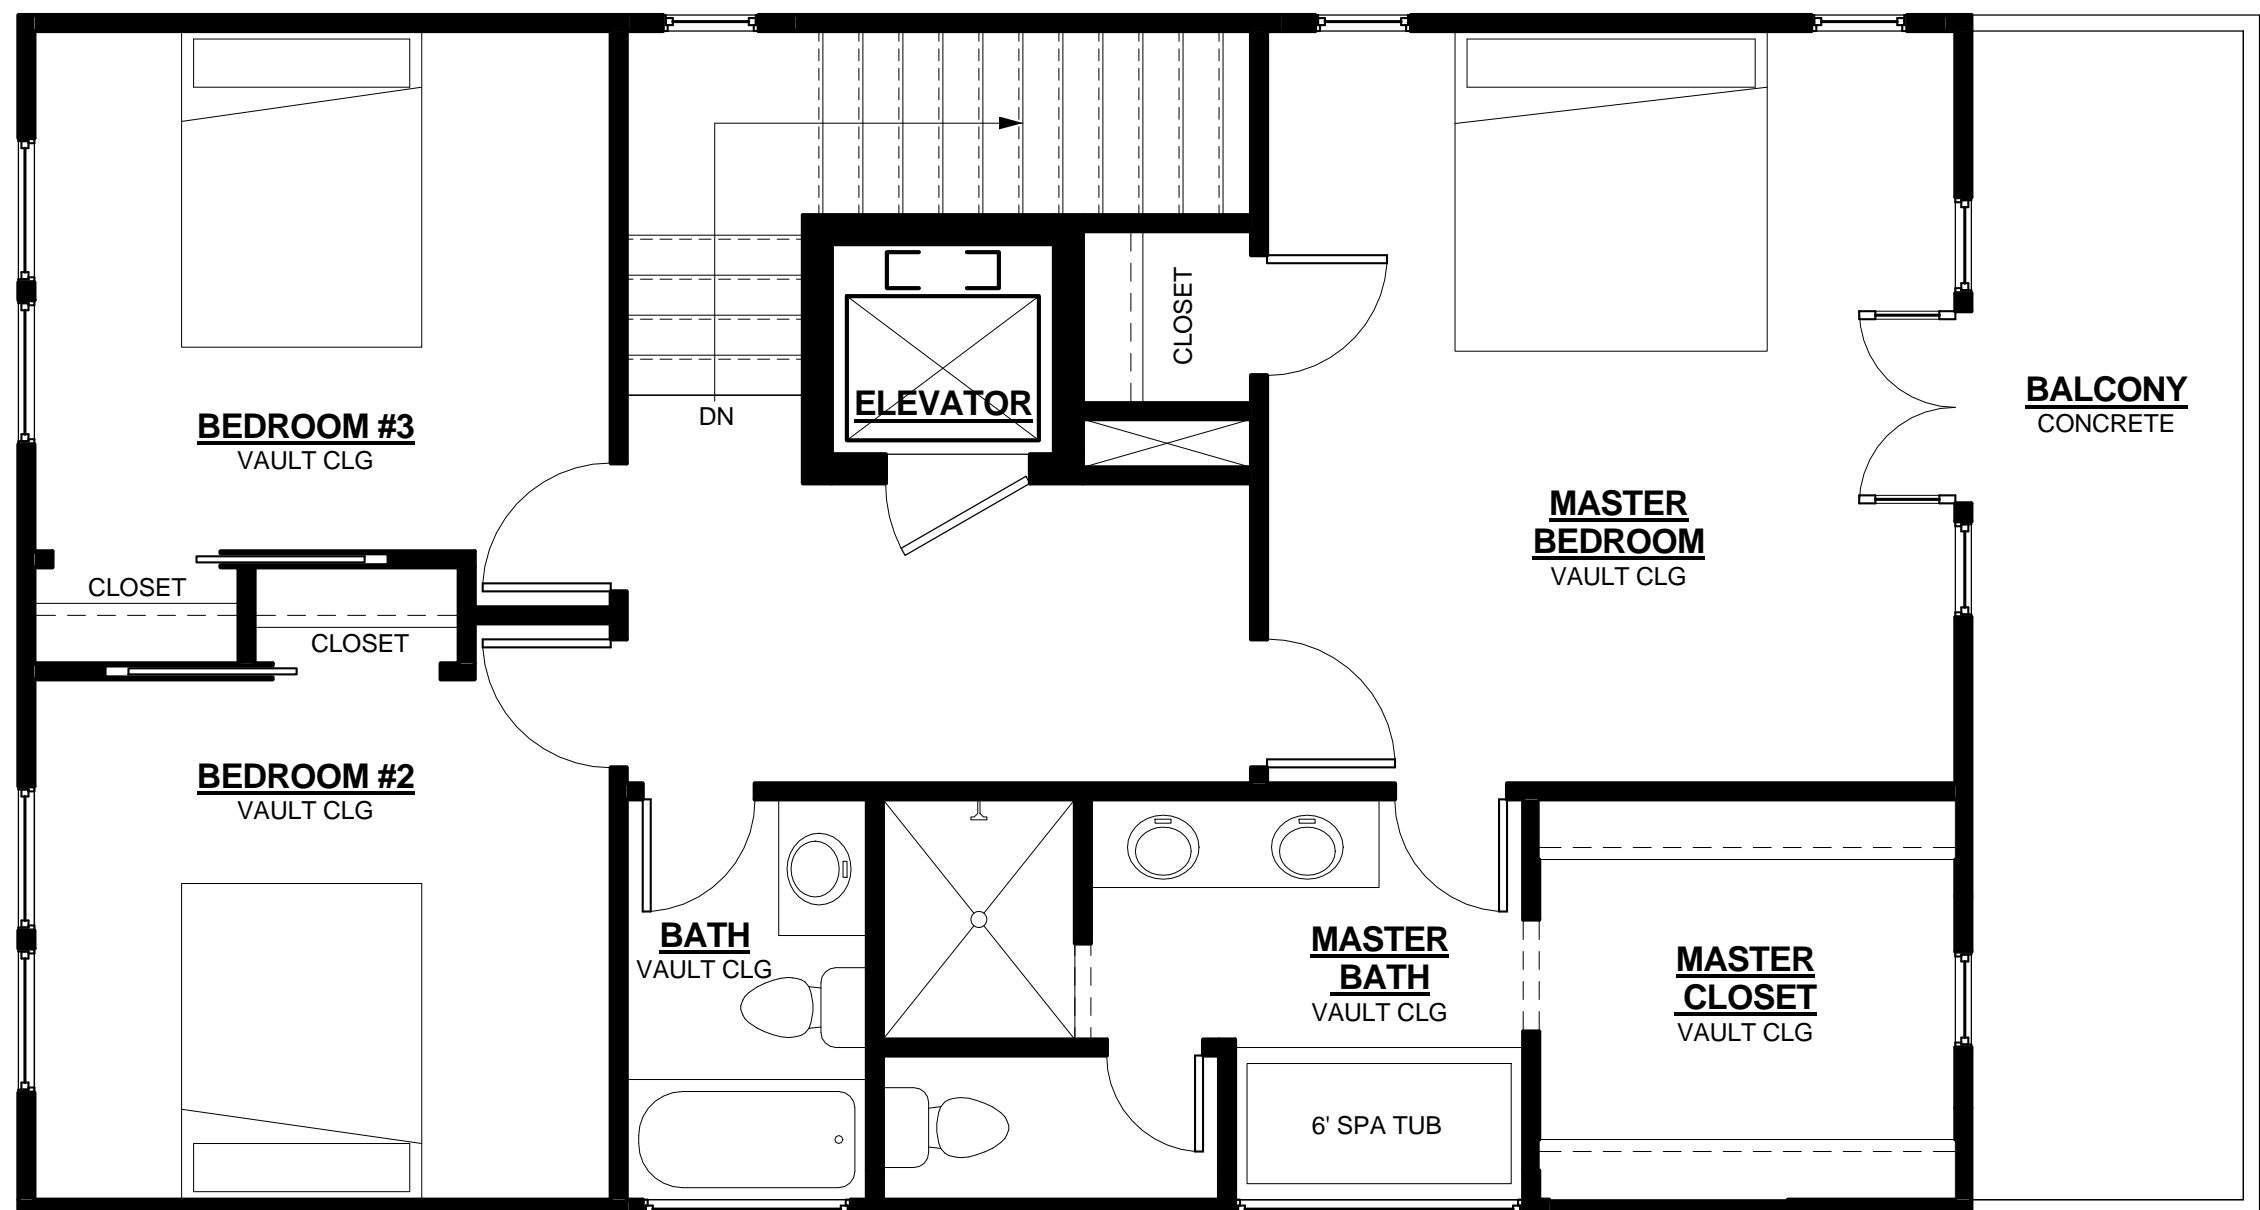 CLOSET
ELEVATOR
BALCONY
CONCRETE
DN
BEDROOM #3
VAULT CLG
MASTER
BEDROOM
VAULT CLG
CLOSET
CLOSET
BEDROOM #2
VAULT CLG
BATH
VAULT CLG
MASTER
BATH
VAULT CLG
MASTER
CLOSET
VAULT CLG
6' SPA TUB